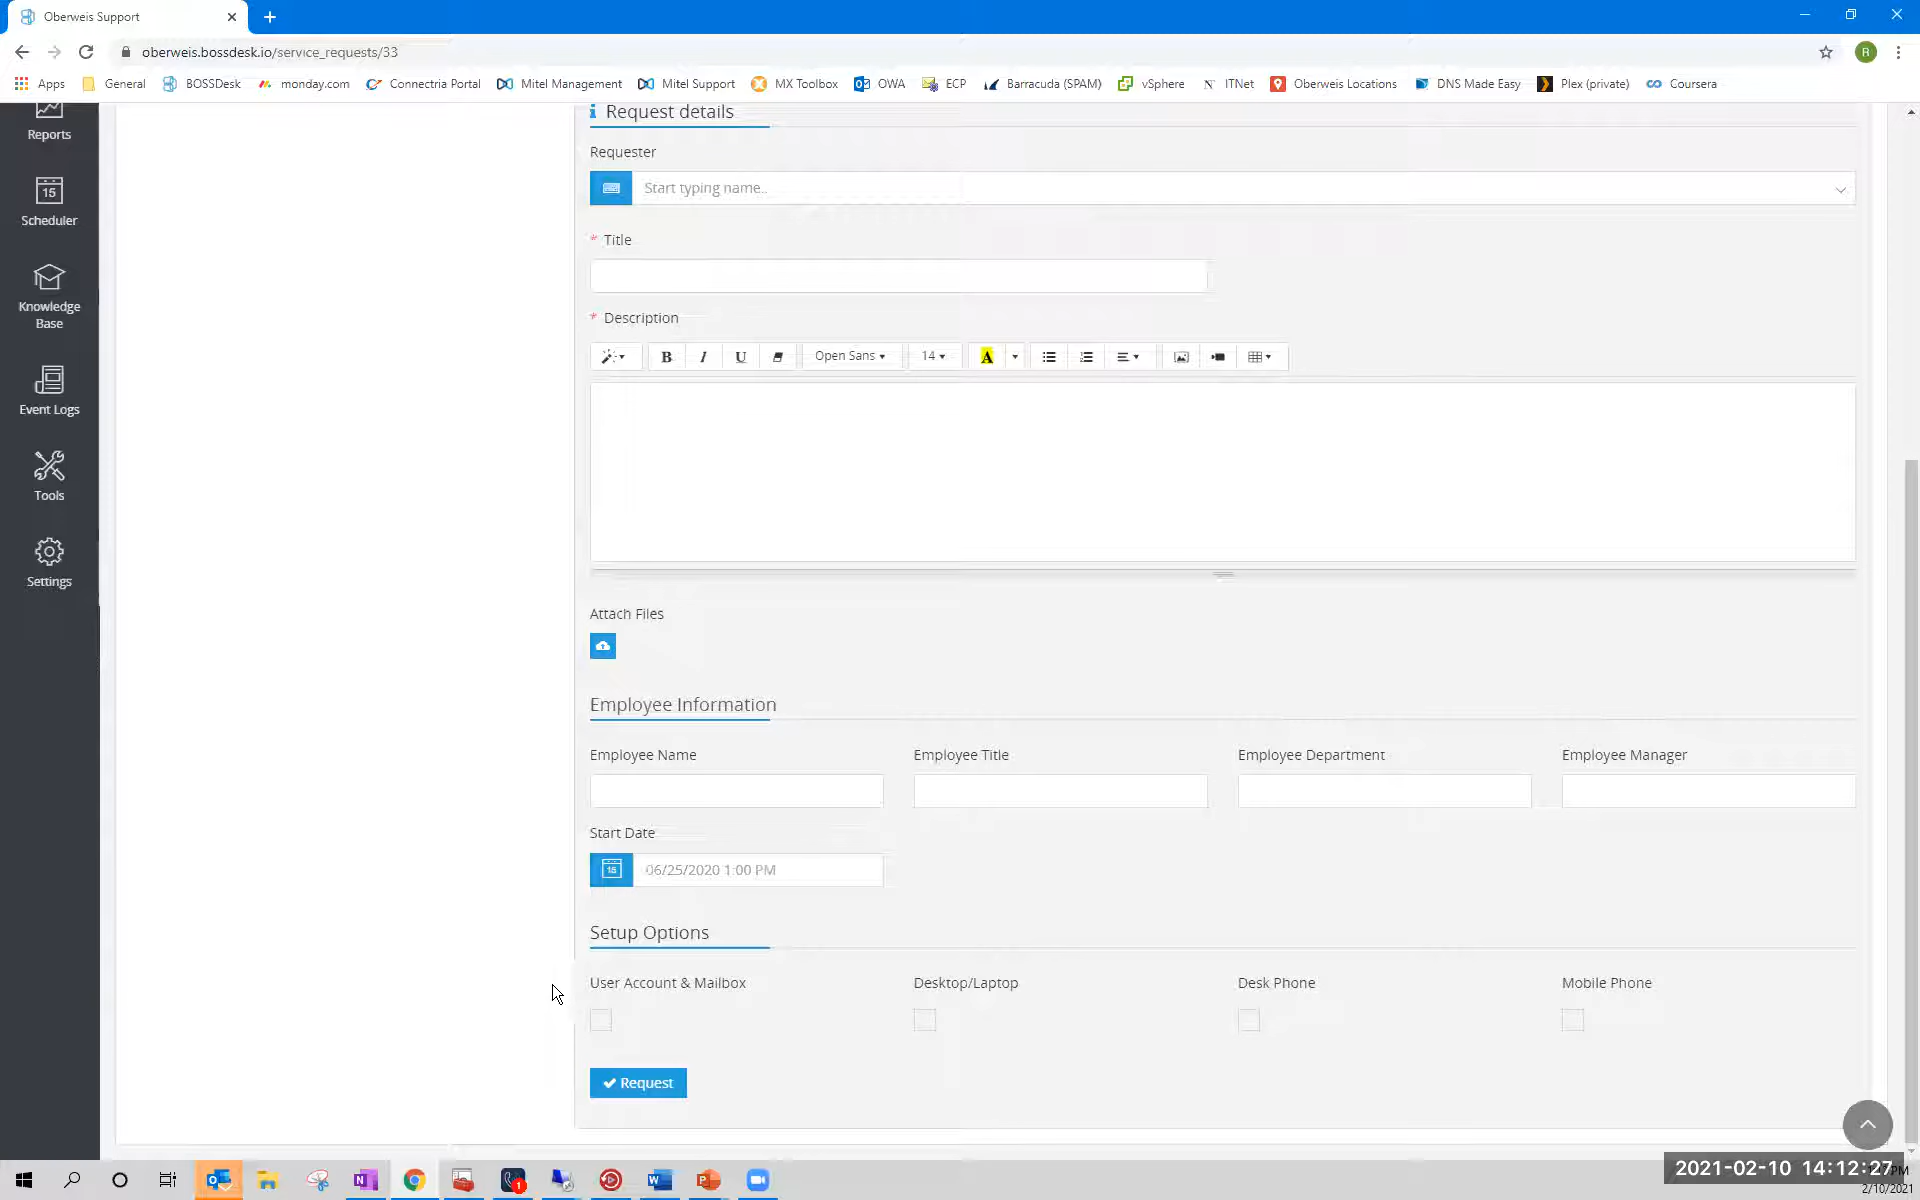 Oberweis Support
oberweis.bossdesk.io/service_requests/33
R
Apps General BOSSDesk monday.com Connectria Portal Mitel Management Mitel Support MX Toolbox OWA ECP Barracuda (SPAM) vSphere ITNet Oberweis Locations DNS Made Easy Plex (private) Coursera
Reports
15
Scheduler
Knowledge
Base
Event Logs
Tools
Settings
Request details
Requester
Start typing name..
* Title
* Description
B I U Open Sans 14 A
Attach Files
Employee Information
Employee Name Employee Title Employee Department Employee Manager
Start Date
15 06/25/2020 1:00 PM
Setup Options
User Account & Mailbox Desktop/Laptop Desk Phone Mobile Phone
Request
1
2021-02-10 14:12:27
2/10/2021